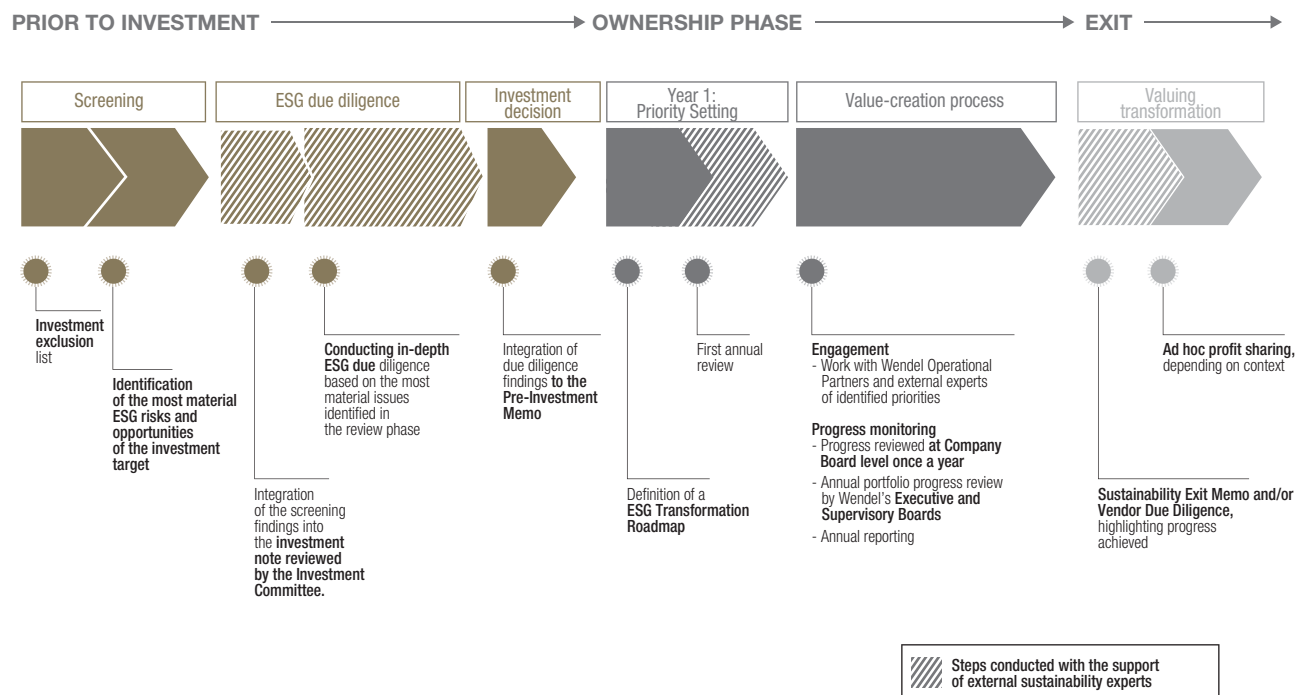 PRIOR TO INVESTMENT
OWNERSHIP PHASE
EXIT
Screening
ESG due diligence
Investment
decision
Year 1:
Priority Setting
Value-creation process
Valuing
transformation
Investment
exclusion
list
Identification
of the most material
ESG risks and
opportunities
of the investment
target
Integration
of the screening
findings into
the investment
note reviewed
by the Investment
Committee.
Conducting in-depth
ESG due diligence
based on the most
material issues
identified in
the review phase
Integration of
due diligence
findings to the
Pre-Investment
Memo
Definition of a
ESG Transformation
Roadmap
First annual
review
Engagement
- Work with Wendel Operational
Partners and external experts
of identified priorities
Progress monitoring
- Progress reviewed at Company
Board level once a year
- Annual portfolio progress review
by Wendel's Executive and
Supervisory Boards
- Annual reporting
Sustainability Exit Memo and/or
Vendor Due Diligence,
highlighting progress
achieved
Ad hoc profit sharing,
depending on context
Steps conducted with the support
of external sustainability experts